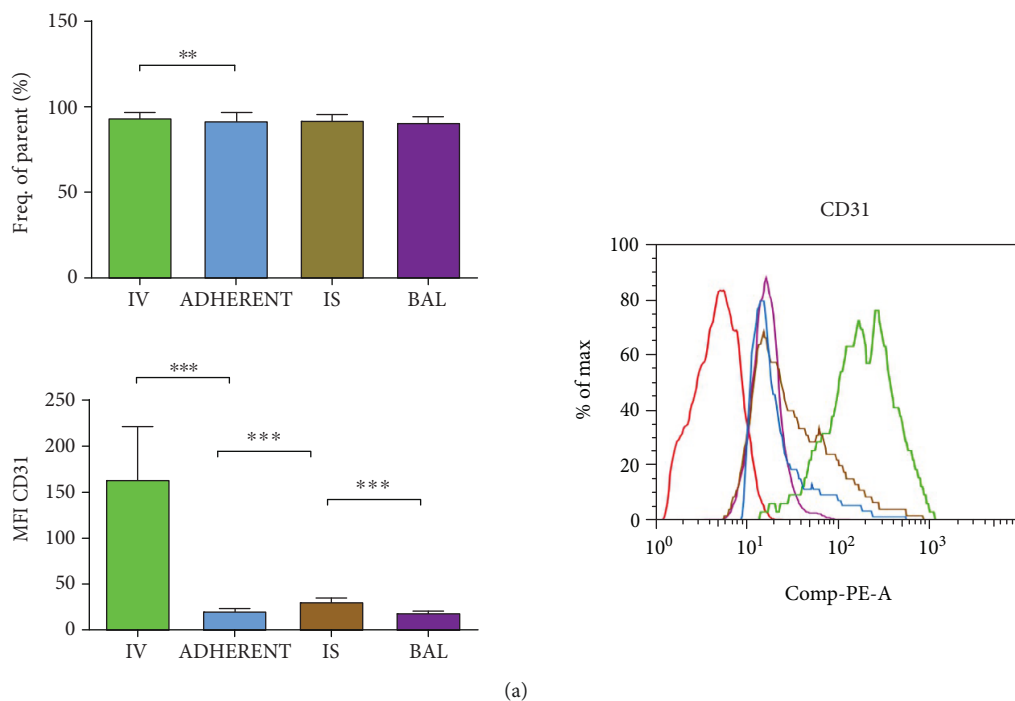 Freq. of parent (%)
150
100
50
0
**
IV ADHERENT IS BAL
MFI CD31
250
200
150
100
50
0
***
***
***
IV ADHERENT IS BAL
CD31
% of max
100
80
60
40
20
0
10⁰ 10¹ 10² 10³
Comp-PE-A
(a)